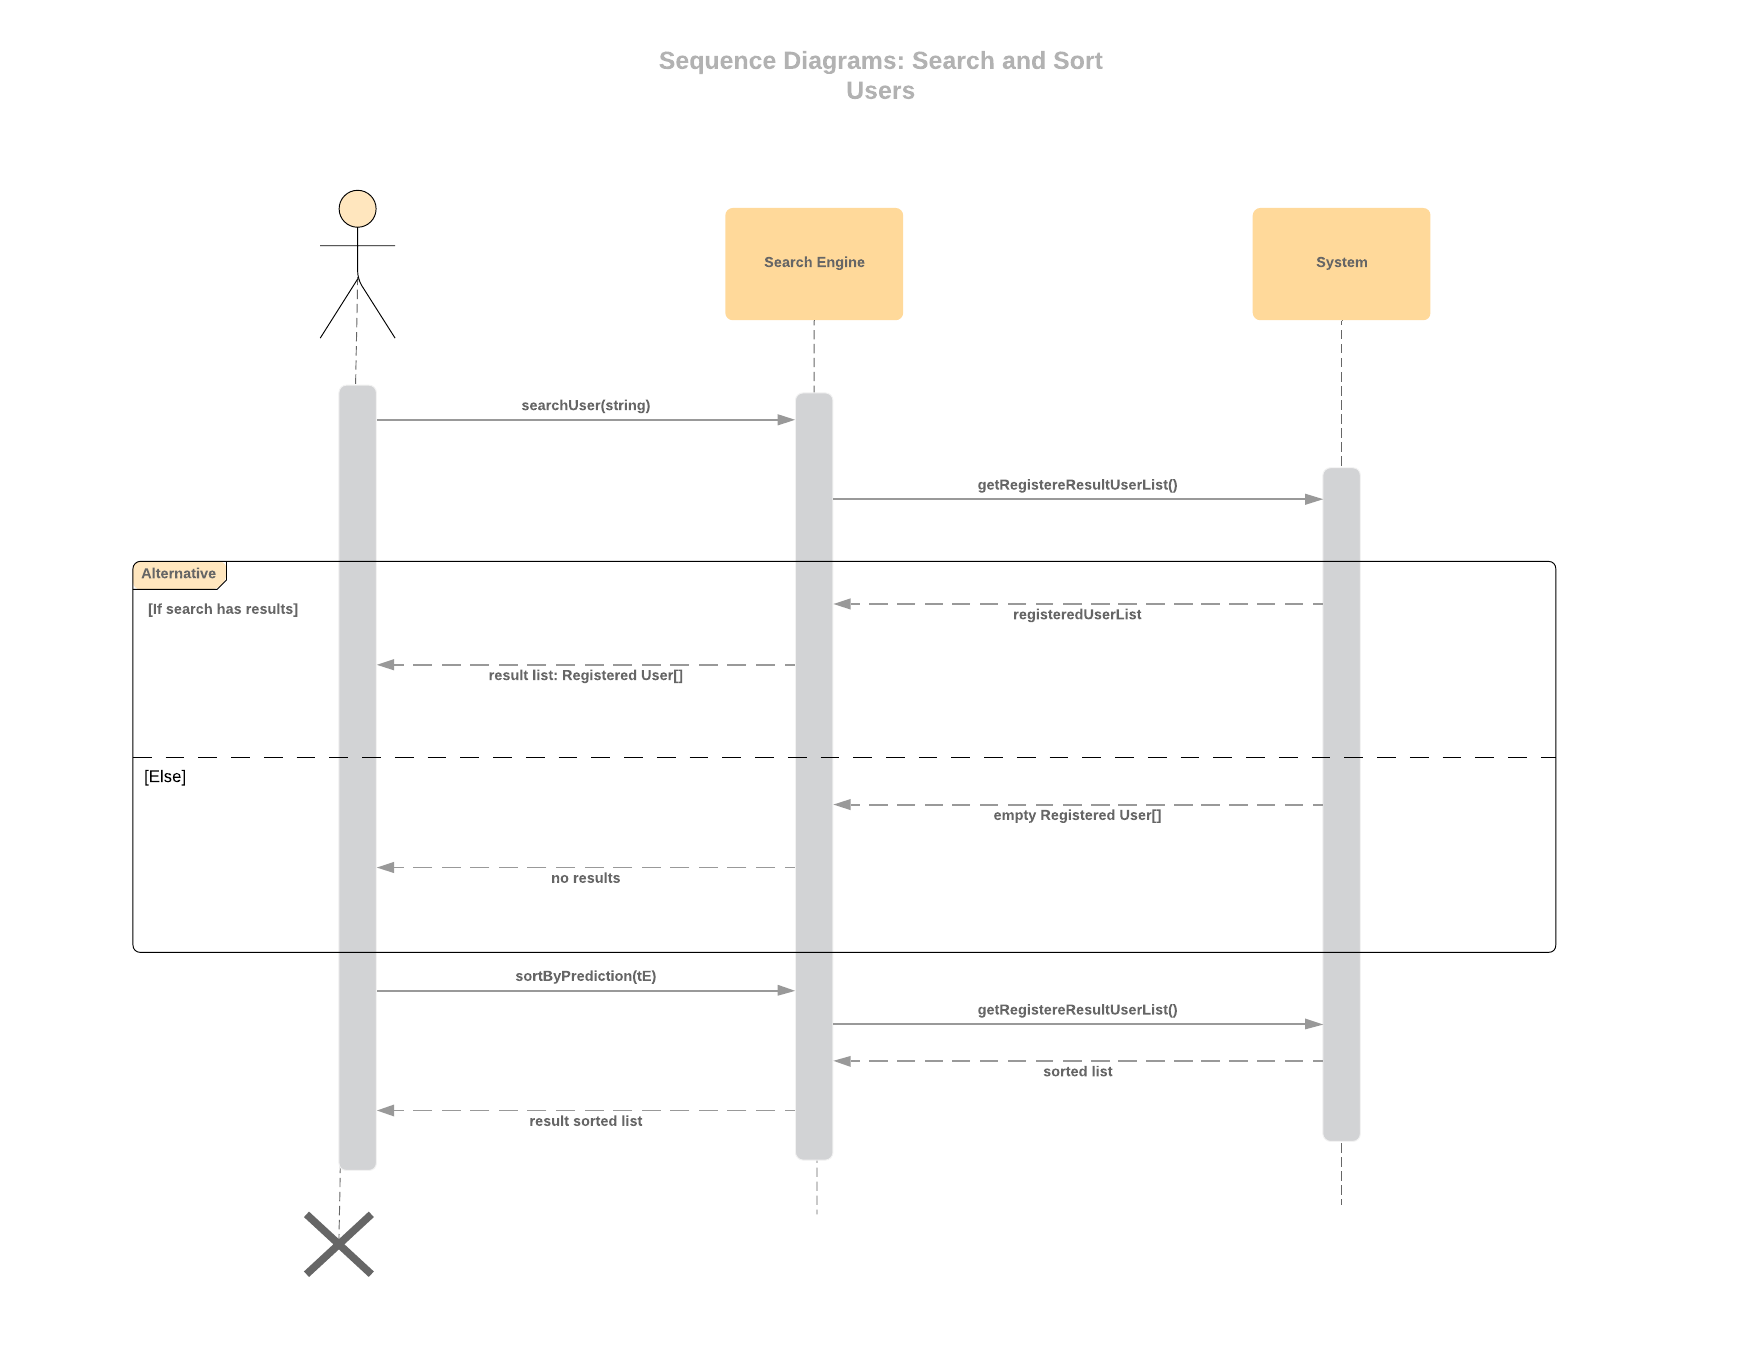 Sequence Diagrams: Search and Sort
Users
Search Engine
System
searchUser(string)
getRegistereResultUserList()
Alternative
[If search has results]
registeredUserList
result list: Registered User[]
[Else]
empty Registered User[]
no results
sortByPrediction(tE)
getRegistereResultUserList()
sorted list
result sorted list